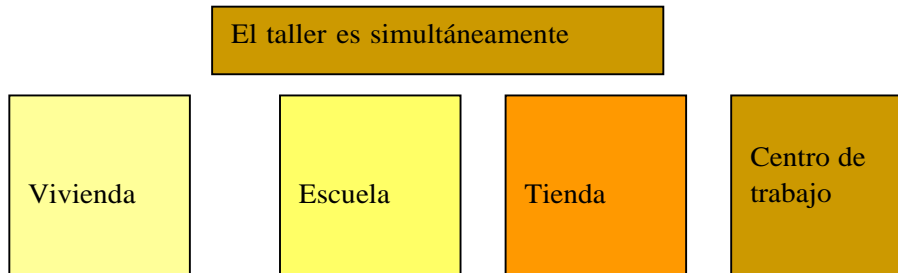 El taller es simultáneamente
Vivienda
Escuela
Tienda
Centro de
trabajo